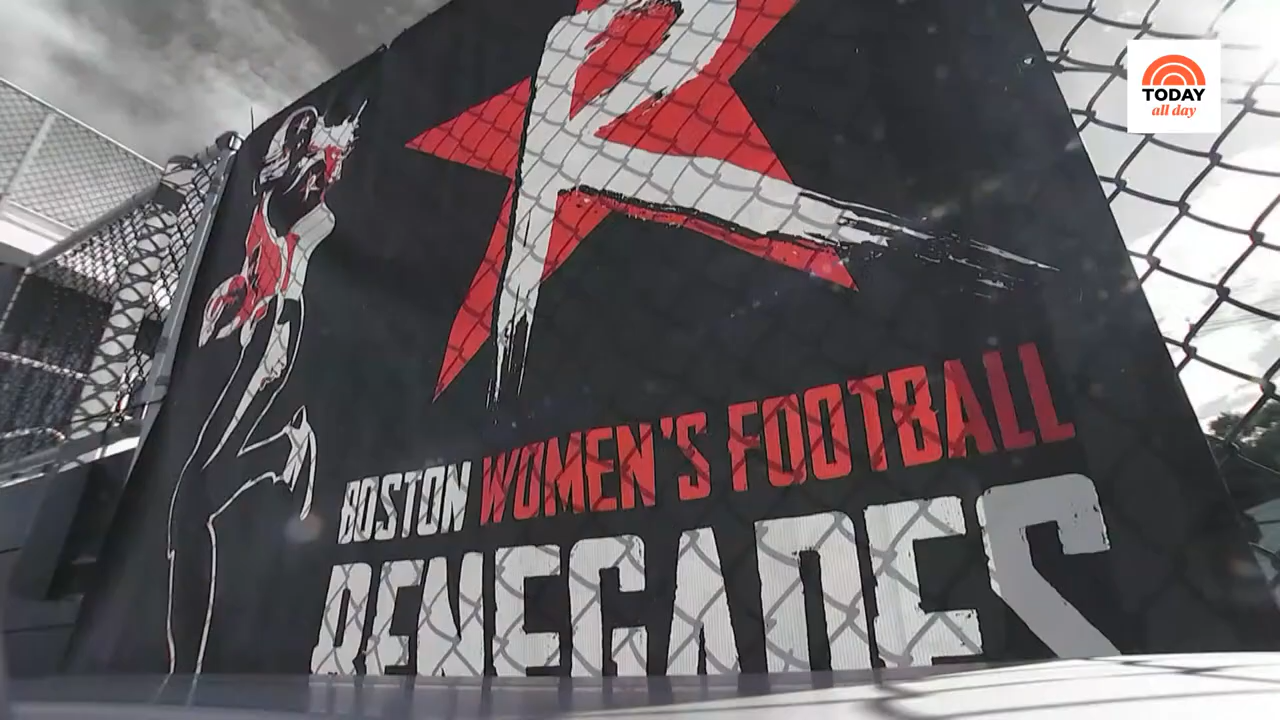 TODAY
all day
R
BOSTON WOMEN'S FOOTBALL
RENEGADES